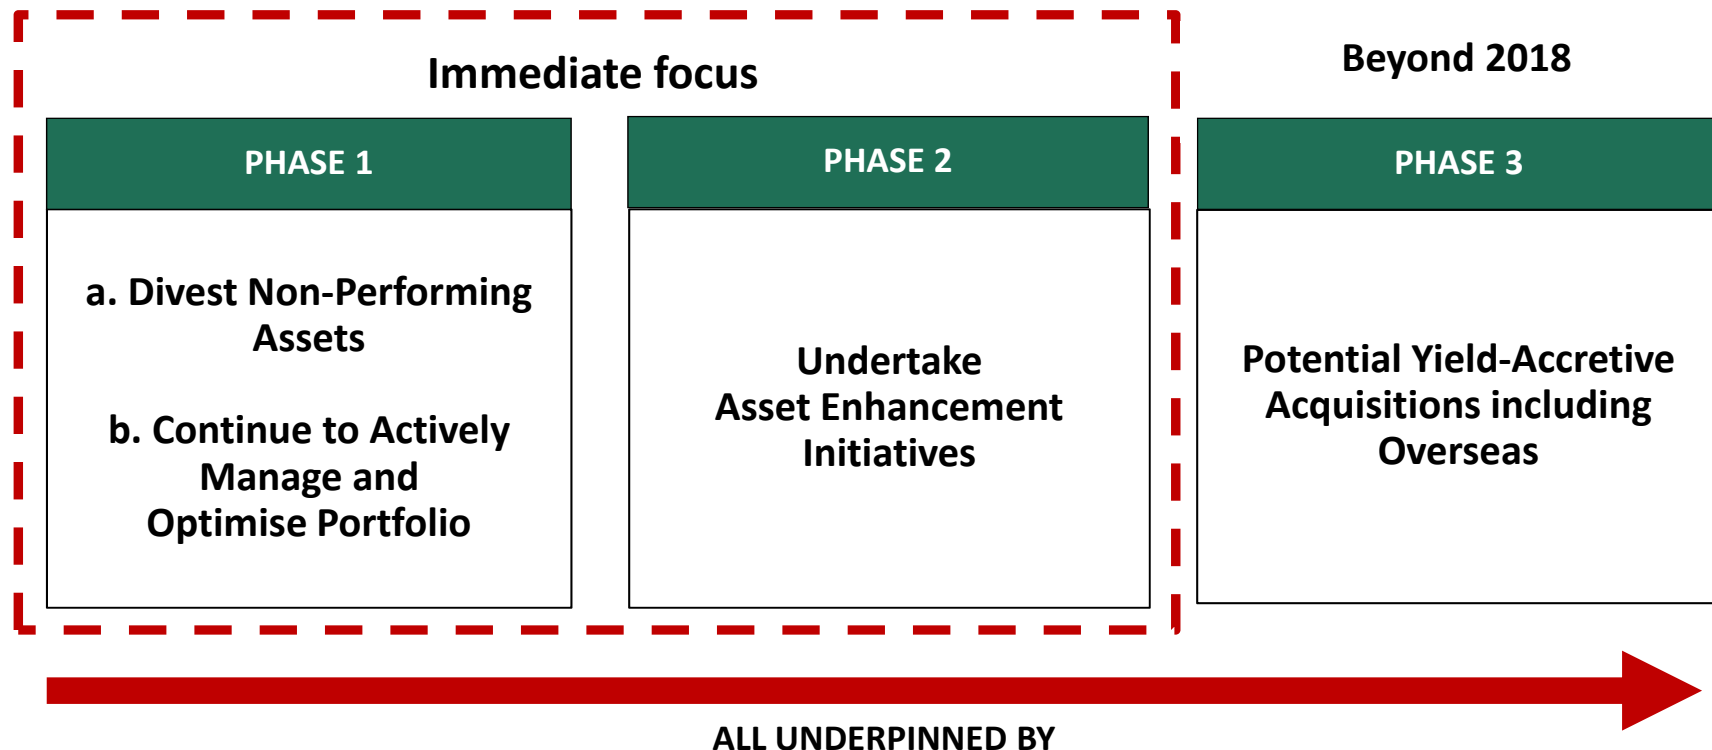 Immediate focus
Beyond 2018
PHASE 1
a. Divest Non-Performing
Assets
b. Continue to Actively
Manage and
Optimise Portfolio
PHASE 2
Undertake
Asset Enhancement
Initiatives
PHASE 3
Potential Yield-Accretive
Acquisitions including
Overseas
ALL UNDERPINNED BY